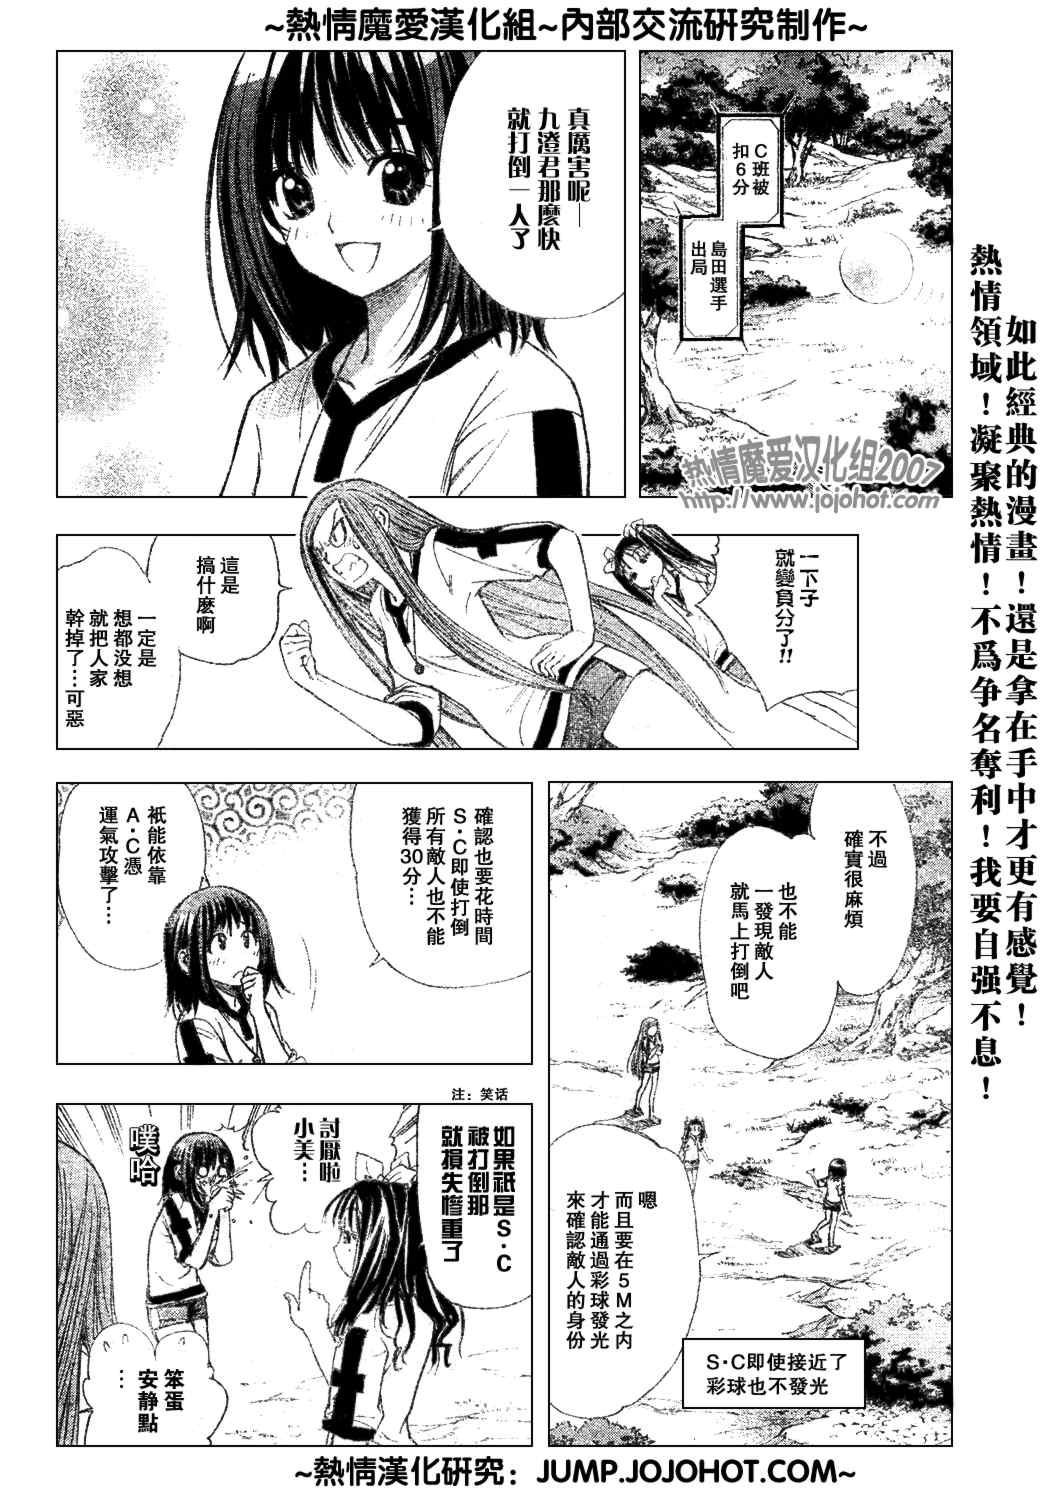 ~熱情魔愛漢化組~內部交流研究制作~
C班被
扣6分
島田選手
出局
真厲害呢—
九澄君那麼快
就打倒一人了
熱情魔爱汉化组2007
http://www.jojohot.com
如此經典的漫畫！還是拿在手中才更有感覺！
熱情領域！凝聚熱情！不爲争名奪利！我要自强不息！
一下子
就變負分了!!
這是
搞什麽啊
一定是
想都没想
就把人家
幹掉了…可惡
不過
確實很麻煩
也不能
一發現敵人
就馬上打倒吧
嗯
而且要在5M之内
才能通過彩球發光
來確認敵人的身份
S·C即使接近了
彩球也不發光
確認也要花時間
S·C即使打倒
所有敵人也不能
獲得30分…
衹能依靠
A·C憑
運氣攻擊了…
注：笑话
如果衹是S·C
被打倒那
就損失慘重了
討厭啦
小美…
噗哈
笨蛋
安静點
…
~熱情漢化研究：JUMP.JOJOHOT.COM~